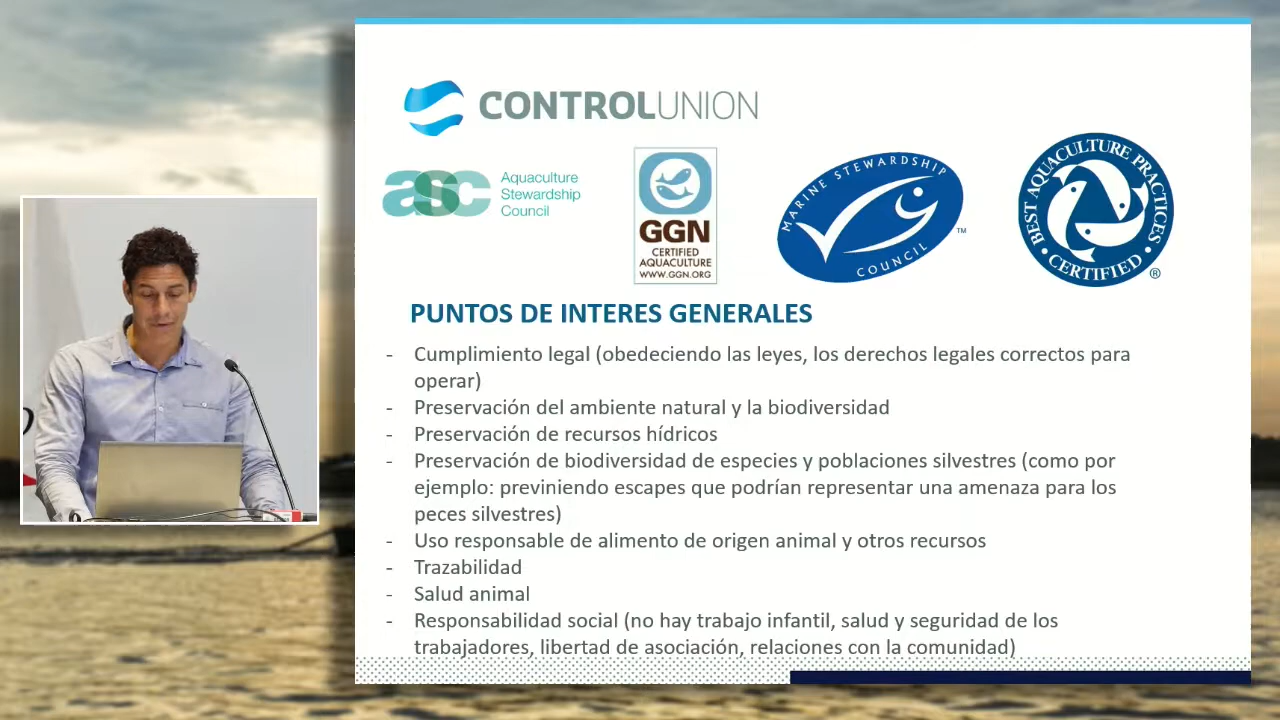 CONTROLUNION
asc Aquaculture
Stewardship
Council
GGN
CERTIFIED
AQUACULTURE
WWW.GGN.ORG
MARINE STEWARDSHIP
COUNCIL
™
BEST AQUACULTURE PRACTICES
• CERTIFIED •
®
PUNTOS DE INTERES GENERALES
- Cumplimiento legal (obedeciendo las leyes, los derechos legales correctos para
operar)
- Preservación del ambiente natural y la biodiversidad
- Preservación de recursos hídricos
- Preservación de biodiversidad de especies y poblaciones silvestres (como por
ejemplo: previniendo escapes que podrían representar una amenaza para los
peces silvestres)
- Uso responsable de alimento de origen animal y otros recursos
- Trazabilidad
- Salud animal
- Responsabilidad social (no hay trabajo infantil, salud y seguridad de los
trabajadores, libertad de asociación, relaciones con la comunidad)